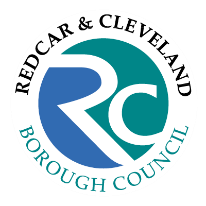 REDCAR & CLEVELAND
RC
BOROUGH COUNCIL